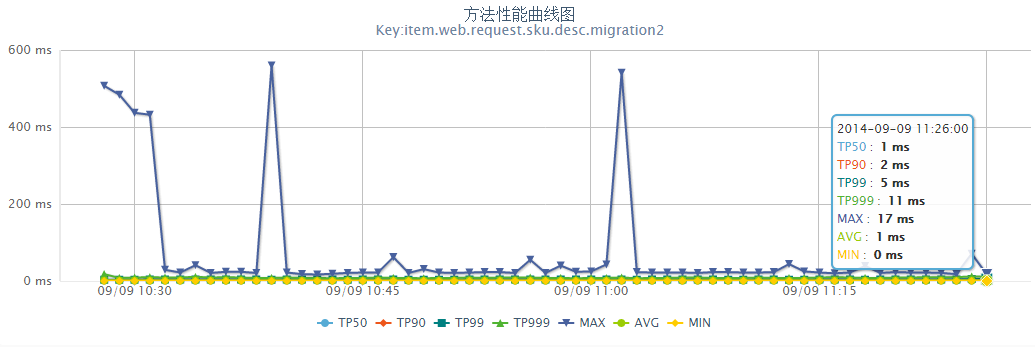 方法性能曲线图
Key:item.web.request.sku.desc.migration2
600 ms
400 ms
200 ms
0 ms
09/09 10:30
09/09 10:45
09/09 11:00
09/09 11:15
2014-09-09 11:26:00
TP50 : 1 ms
TP90 : 2 ms
TP99 : 5 ms
TP999 : 11 ms
MAX : 17 ms
AVG : 1 ms
MIN : 0 ms
TP50 TP90 TP99 TP999 MAX AVG MIN